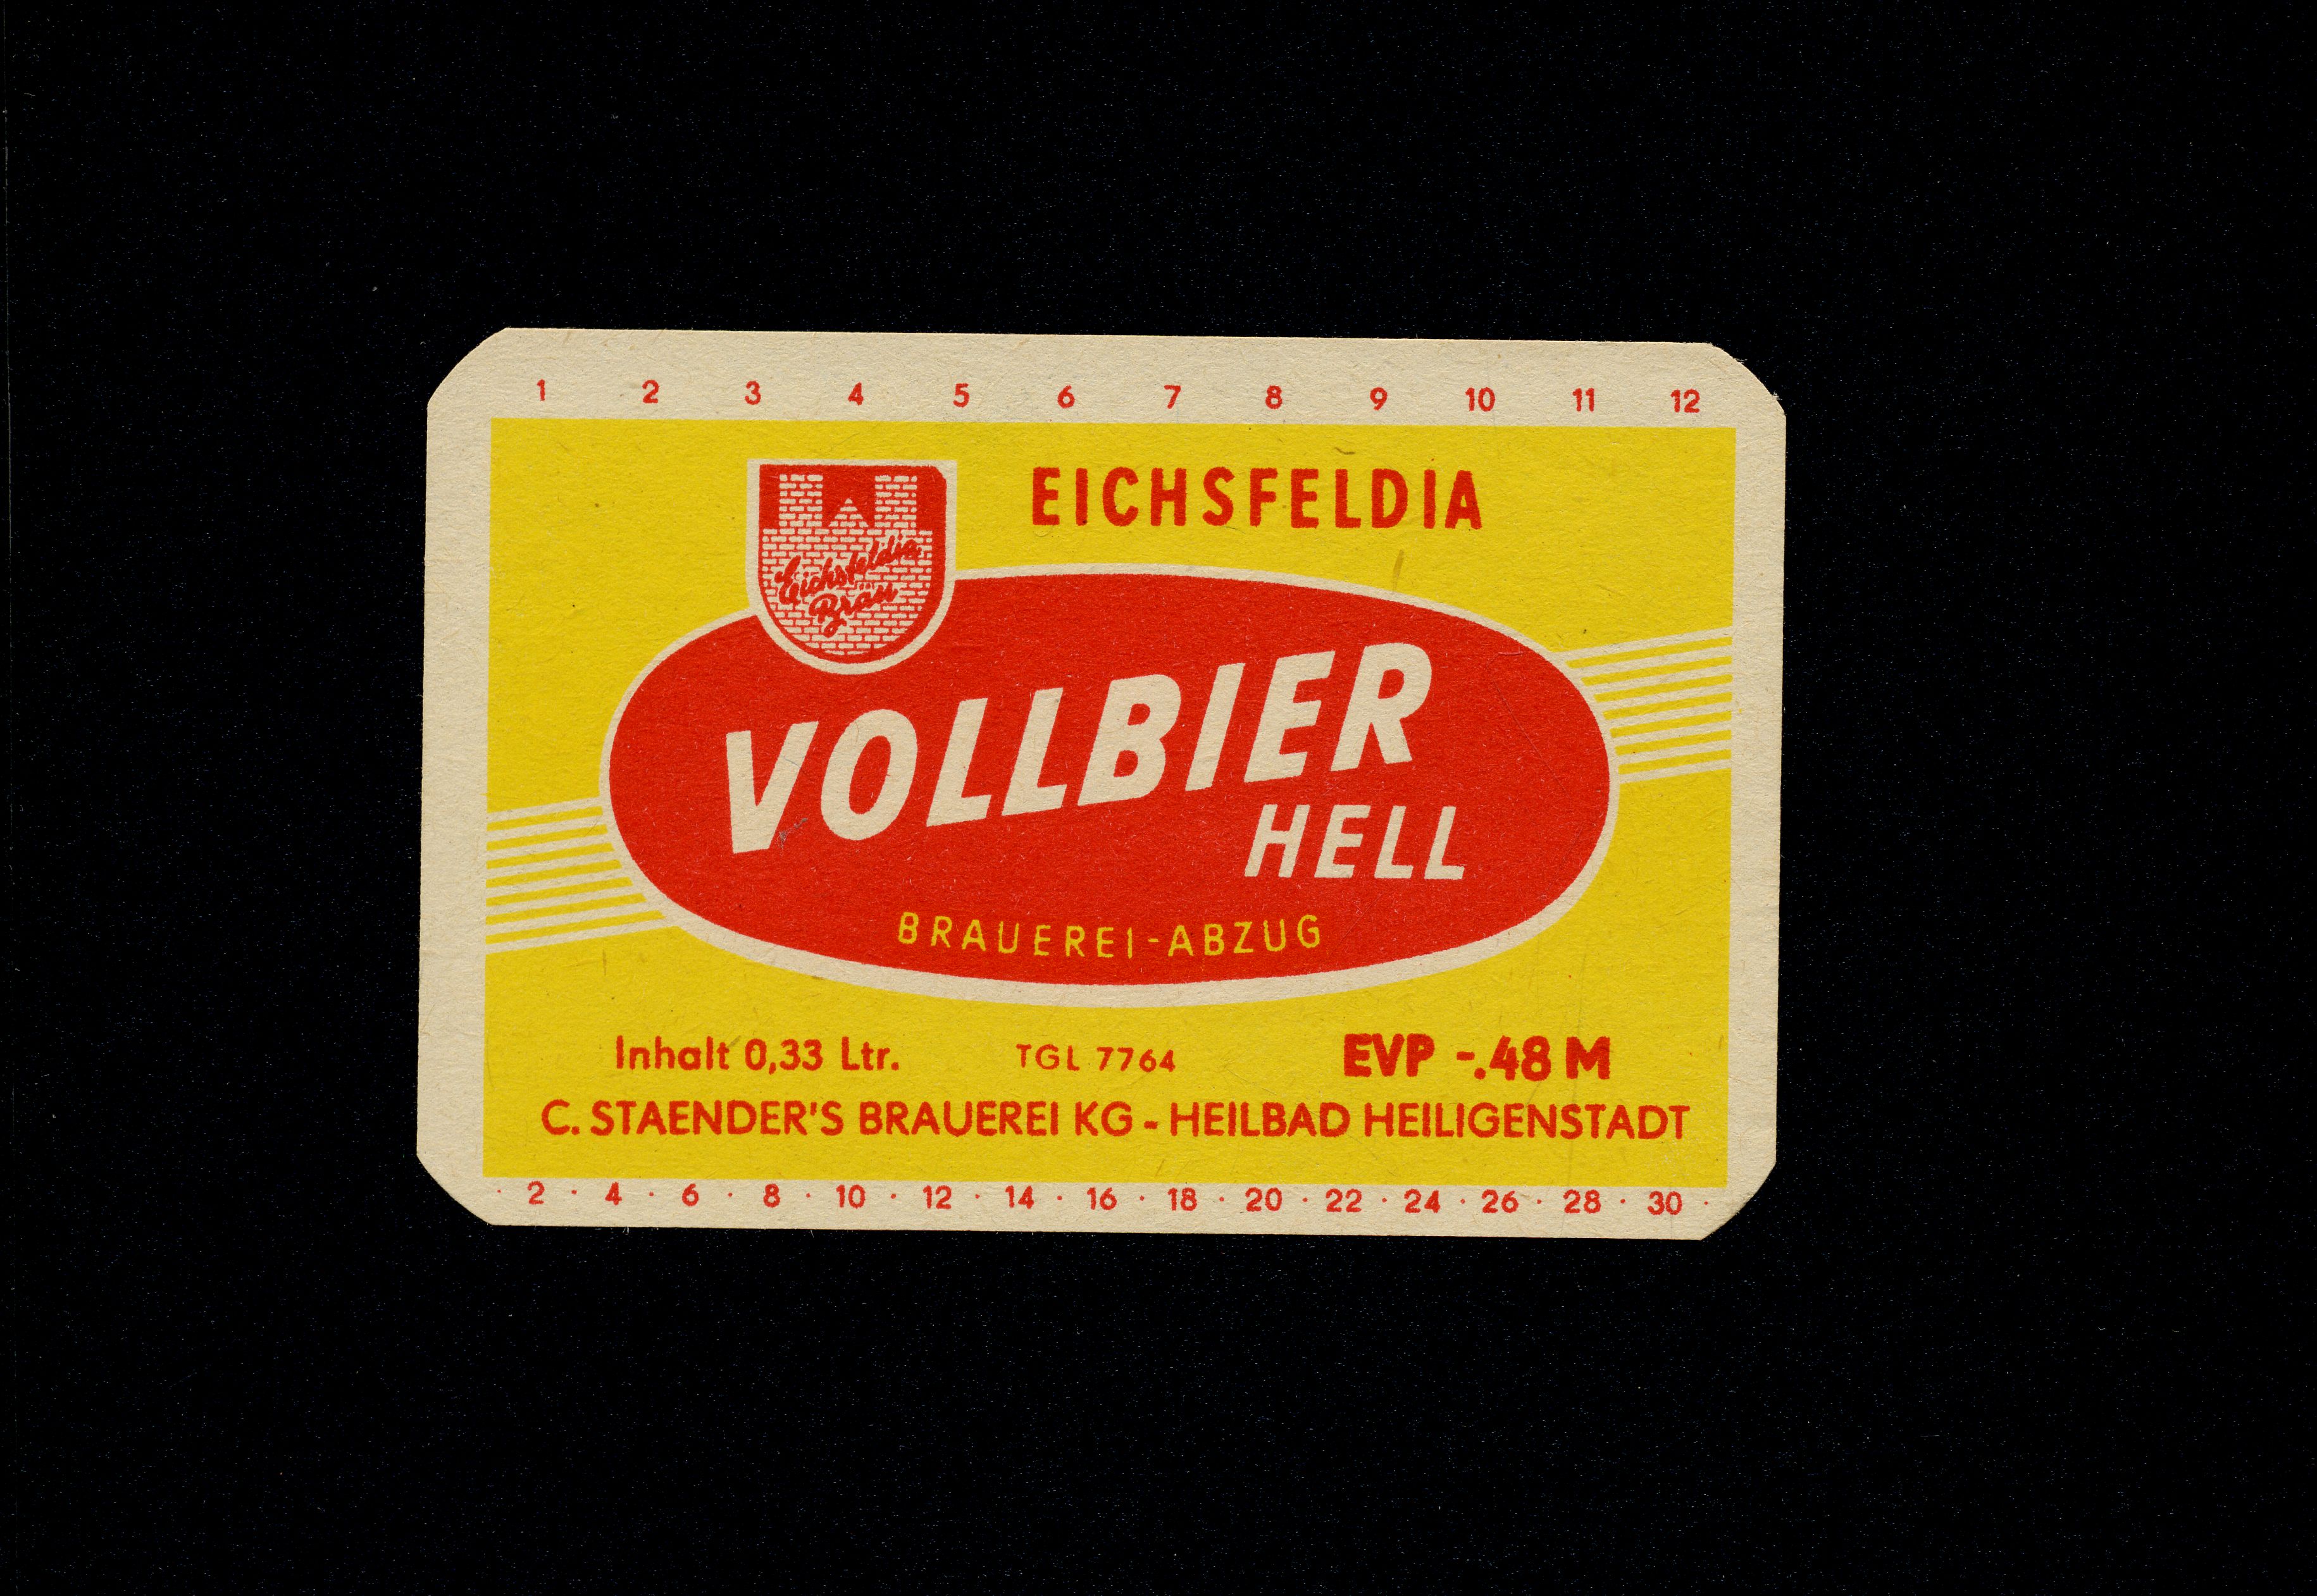 1 2 3 4 5 6 7 8 9 10 11 12
EICHSFELDIA
Eichsfeldia
Bräu
VOLLBIER
HELL
BRAUEREI-ABZUG
Inhalt 0,33 Ltr. TGL 7764 EVP -.48 M
C. STAENDER'S BRAUEREI KG - HEILBAD HEILIGENSTADT
· 2 · 4 · 6 · 8 · 10 · 12 · 14 · 16 · 18 · 20 · 22 · 24 · 26 · 28 · 30 ·